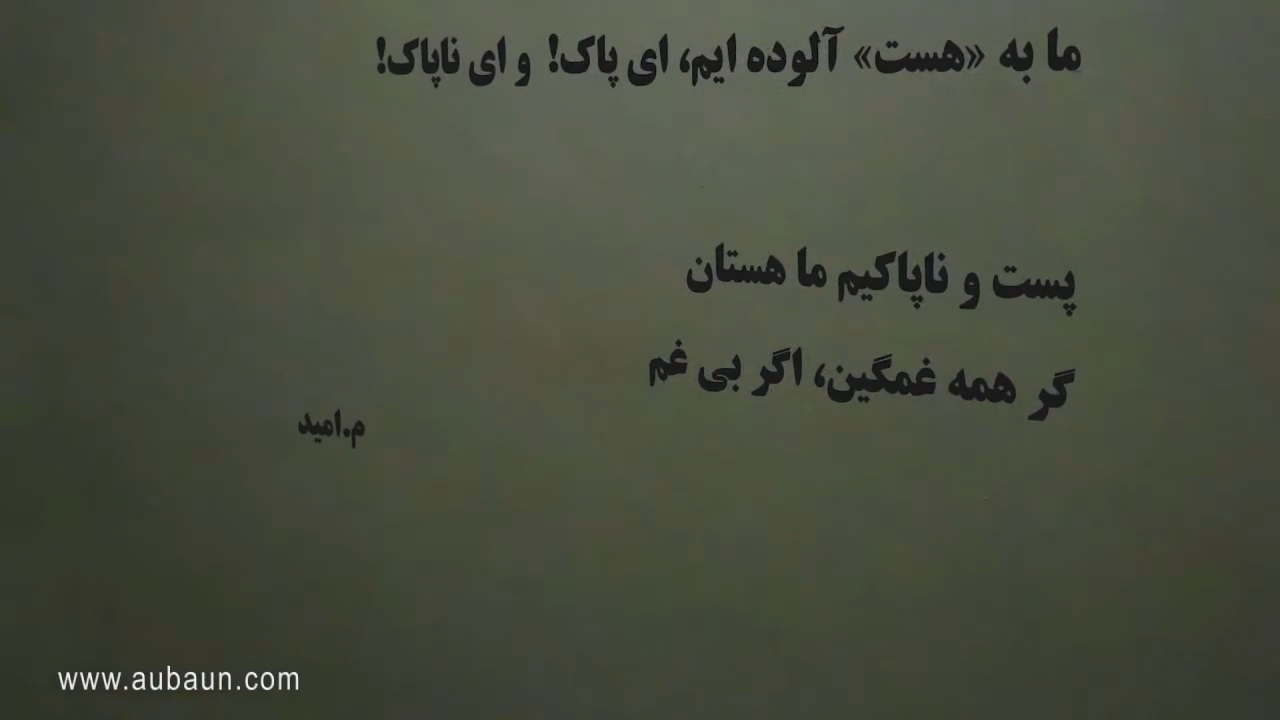 ما به «هست» آلوده ایم، ای پاک! و ای ناپاک!
پست و ناپاکیم ما هستان
گر همه غمگین، اگر بی غم
م.امید
www.aubaun.com